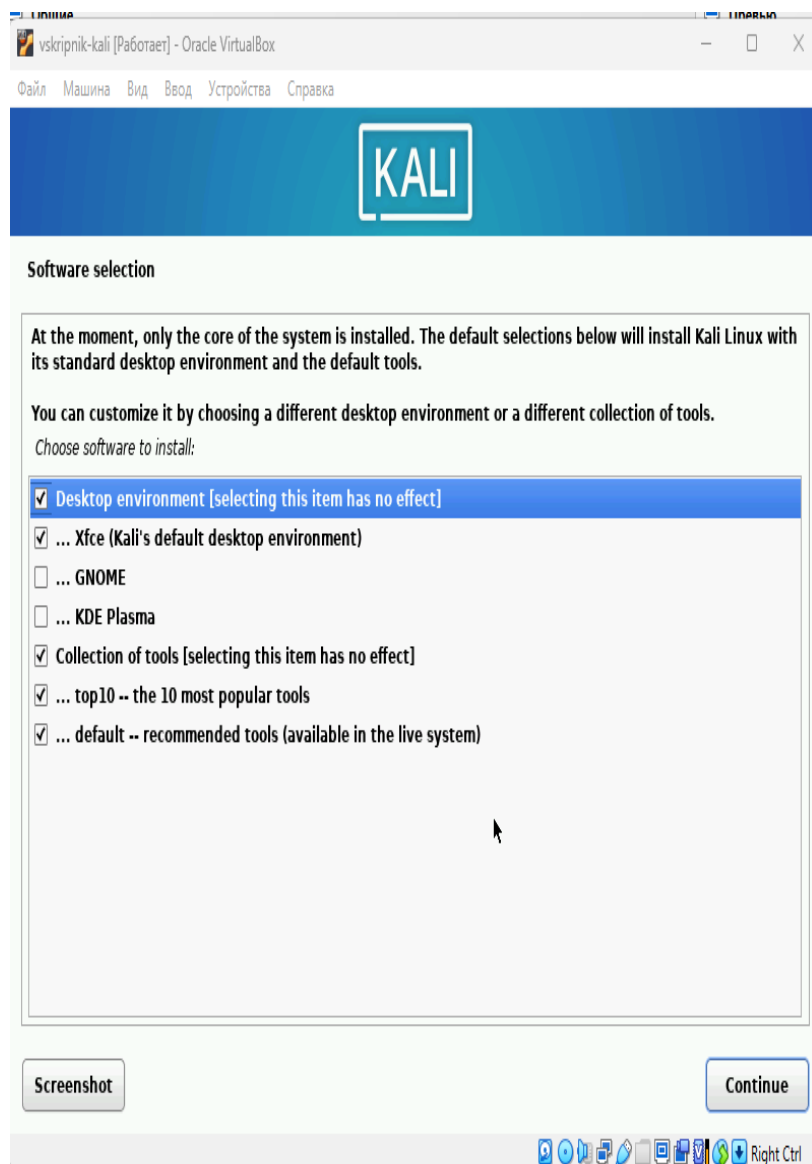 Общие Превью
vskripnik-kali [Работает] - Oracle VirtualBox
Файл Машина Вид Ввод Устройства Справка
KALI
Software selection
At the moment, only the core of the system is installed. The default selections below will install Kali Linux with
its standard desktop environment and the default tools.
You can customize it by choosing a different desktop environment or a different collection of tools.
Choose software to install:
Desktop environment [selecting this item has no effect]
... Xfce (Kali's default desktop environment)
... GNOME
... KDE Plasma
Collection of tools [selecting this item has no effect]
... top10 -- the 10 most popular tools
... default -- recommended tools (available in the live system)
Screenshot Continue
Right Ctrl